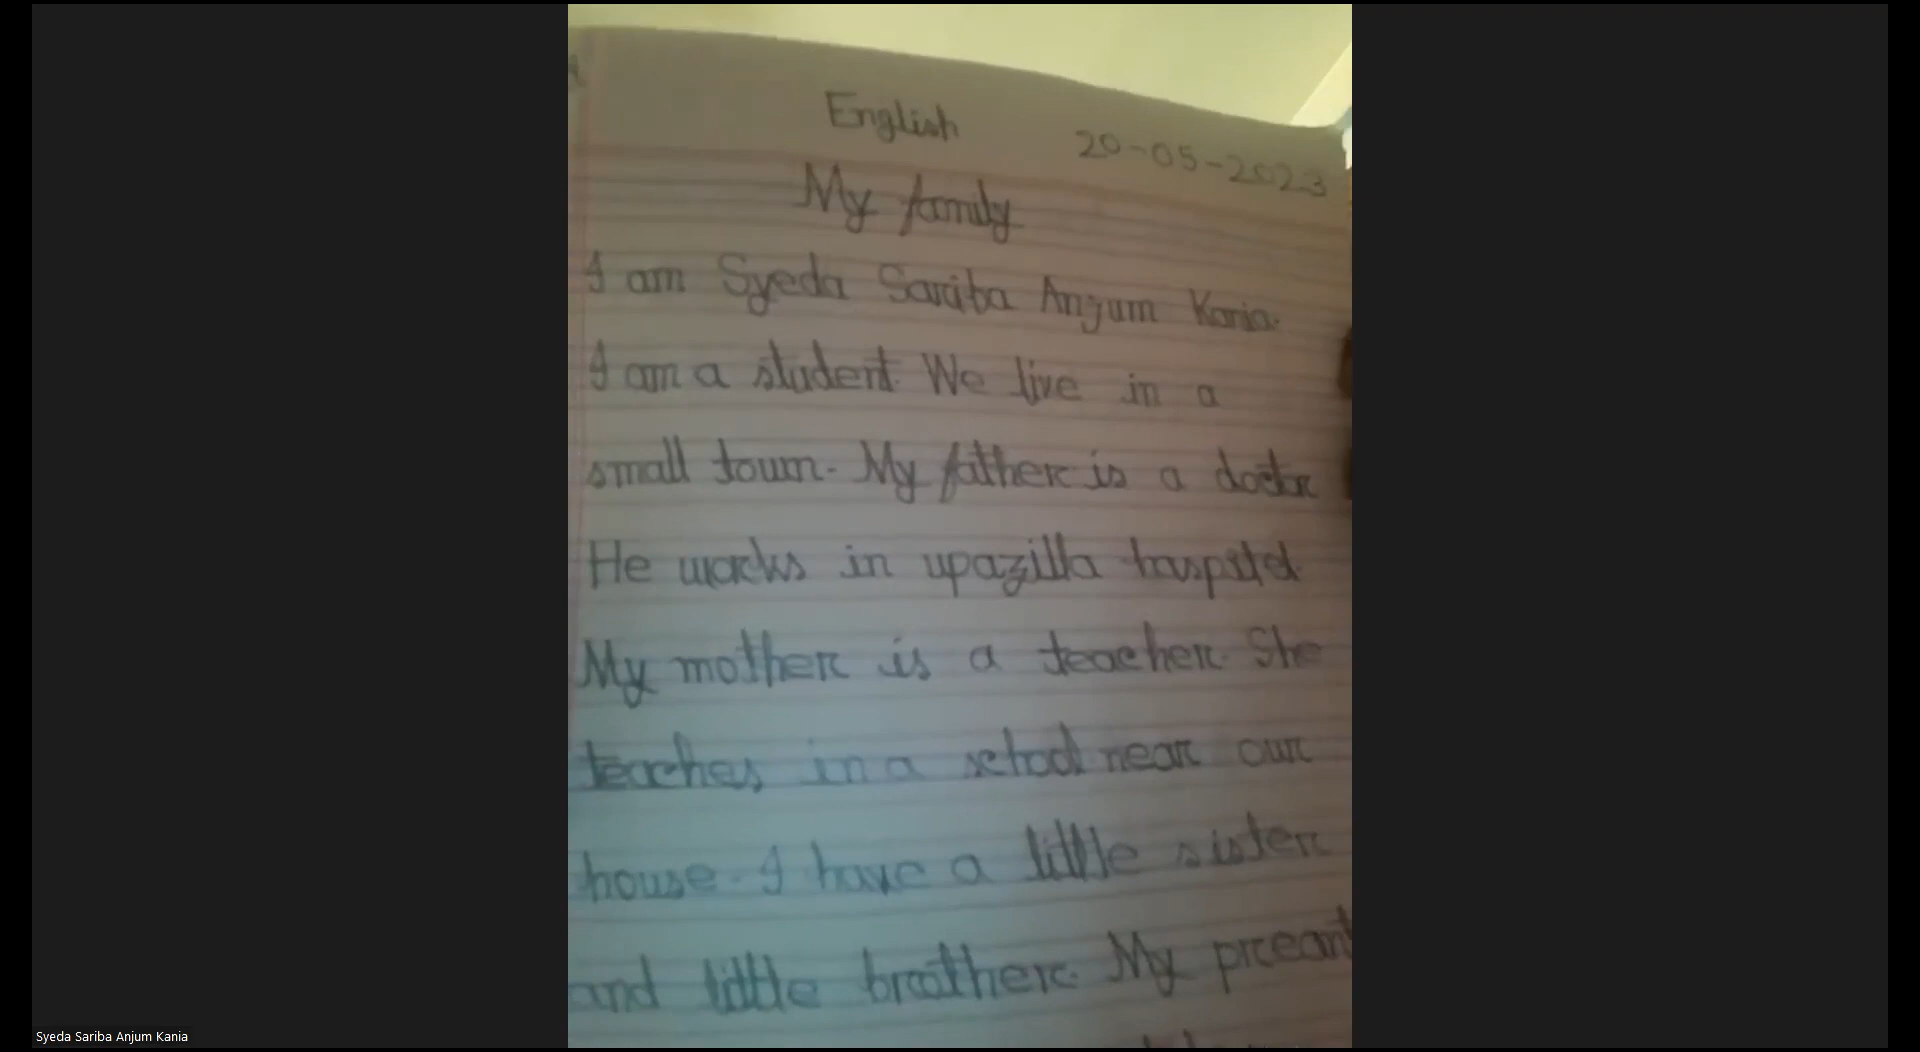 English
20-05-2023
My family
I am Syeda Sariba Anjum Kania.
I am a student. We live in a
small town. My father is a doctor
He works in upazilla hospital
My mother is a teacher. She
teaches in a school near our
house. I have a little sister
and little brother. My preant
Syeda Sariba Anjum Kania